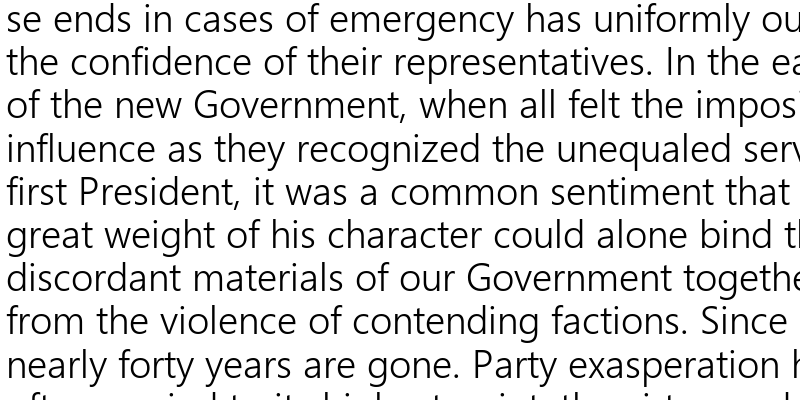 se ends in cases of emergency has uniformly ou
the confidence of their representatives. In the ea
of the new Government, when all felt the imposi
influence as they recognized the unequaled serv
first President, it was a common sentiment that
great weight of his character could alone bind th
discordant materials of our Government togethe
from the violence of contending factions. Since
nearly forty years are gone. Party exasperation h